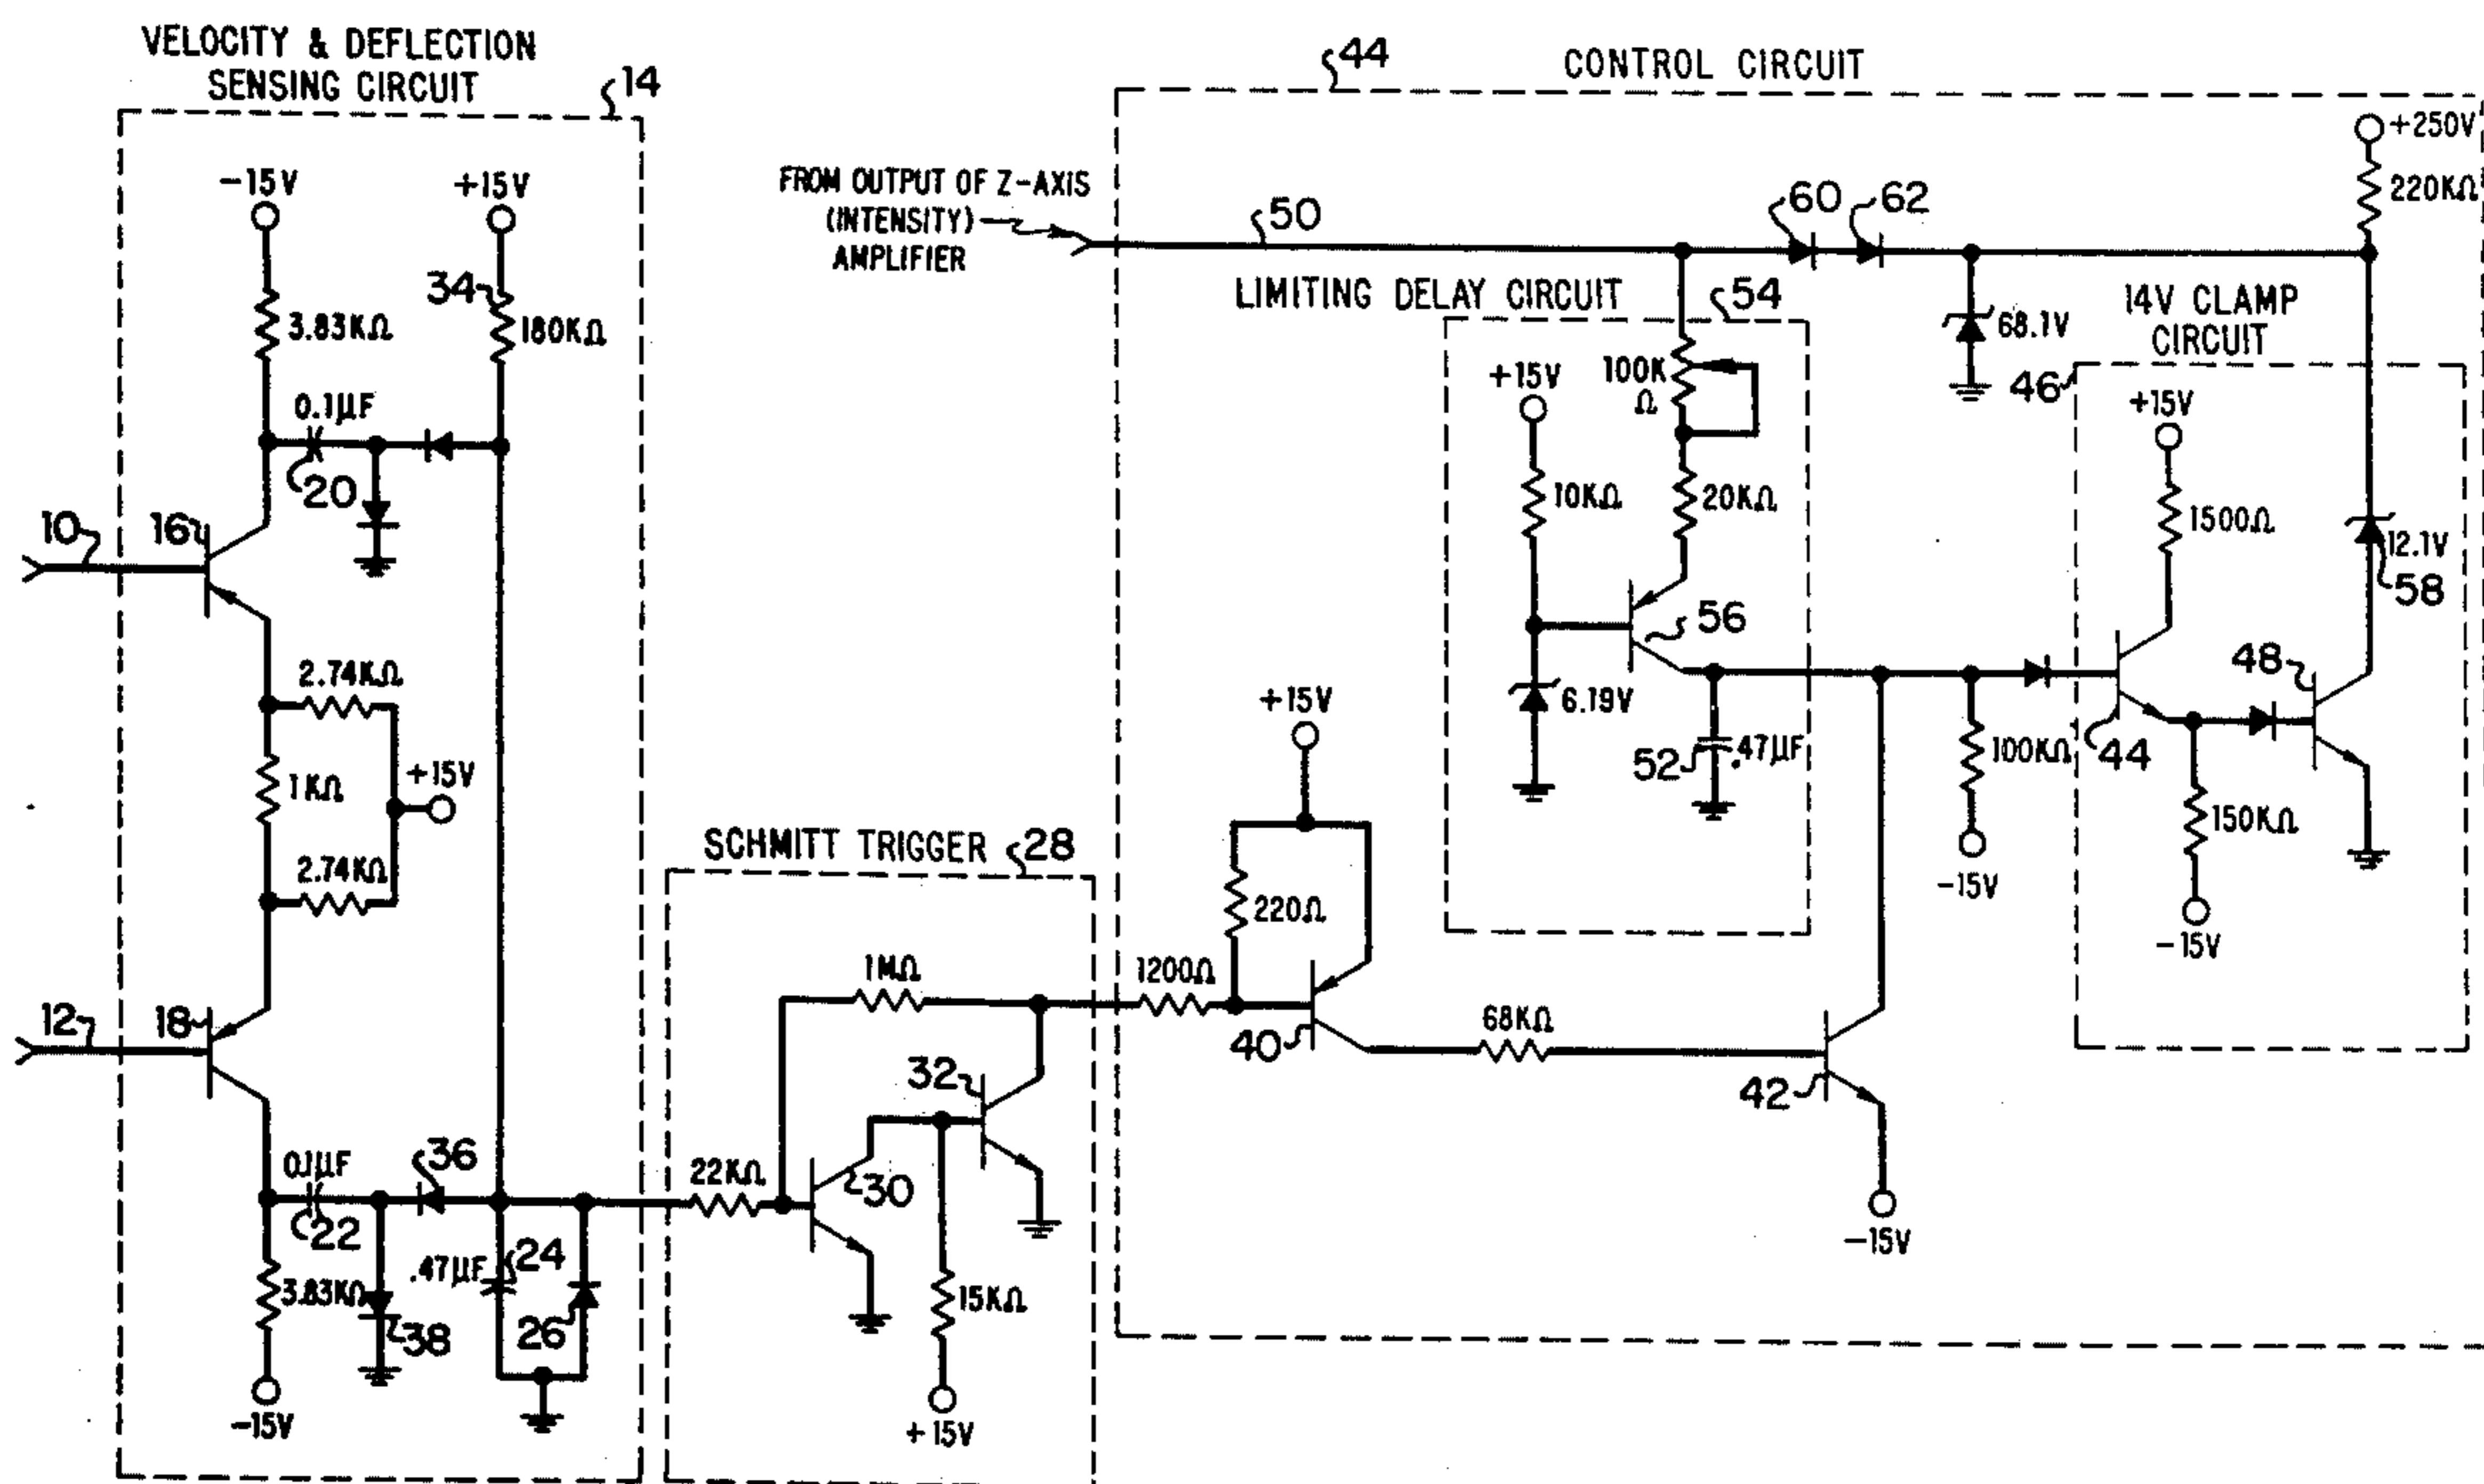 VELOCITY & DEFLECTION
SENSING CIRCUIT
14
-15V
+15V
3.83KΩ
34
180KΩ
0.1µF
20
10
16
2.74KΩ
1KΩ
+15V
2.74KΩ
12
18
0.1µF
22
36
.47µF
24
3.83KΩ
38
26
-15V
SCHMITT TRIGGER
28
1MΩ
32
22KΩ
30
15KΩ
+15V
44
CONTROL CIRCUIT
+250V
220KΩ
FROM OUTPUT OF Z-AXIS
(INTENSITY)
AMPLIFIER
50
60
62
LIMITING DELAY CIRCUIT
54
68.1V
14V CLAMP
CIRCUIT
46
+15V
100K
Ω
+15V
10KΩ
20KΩ
1500Ω
12.1V
58
56
6.19V
52
.47µF
48
100KΩ
44
150KΩ
-15V
-15V
+15V
220Ω
1200Ω
40
68KΩ
42
-15V